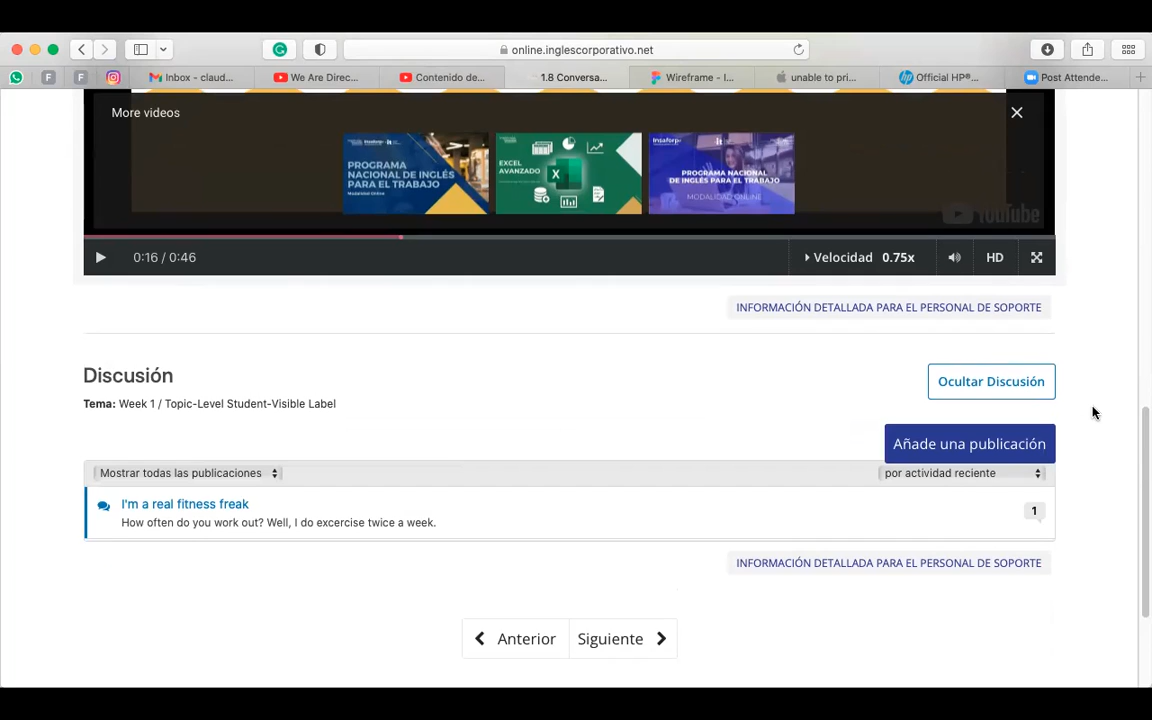 online.inglescorporativo.net
Inbox - claud...
We Are Direc...
Contenido de...
1.8 Conversa...
Wireframe - I...
unable to pri...
Official HP®...
Post Attende...
More videos
Insaforp
PROGRAMA
NACIONAL DE INGLÉS
PARA EL TRABAJO
Modalidad Online
EXCEL
AVANZADO
X
Insaforp
PROGRAMA NACIONAL
DE INGLÉS PARA EL TRABAJO
MODALIDAD ONLINE
YouTube
0:16 / 0:46
Velocidad 0.75x
HD
INFORMACIÓN DETALLADA PARA EL PERSONAL DE SOPORTE
Discusión
Ocultar Discusión
Tema: Week 1 / Topic-Level Student-Visible Label
Añade una publicación
Mostrar todas las publicaciones
por actividad reciente
I'm a real fitness freak
1
How often do you work out? Well, I do excercise twice a week.
INFORMACIÓN DETALLADA PARA EL PERSONAL DE SOPORTE
Anterior
Siguiente